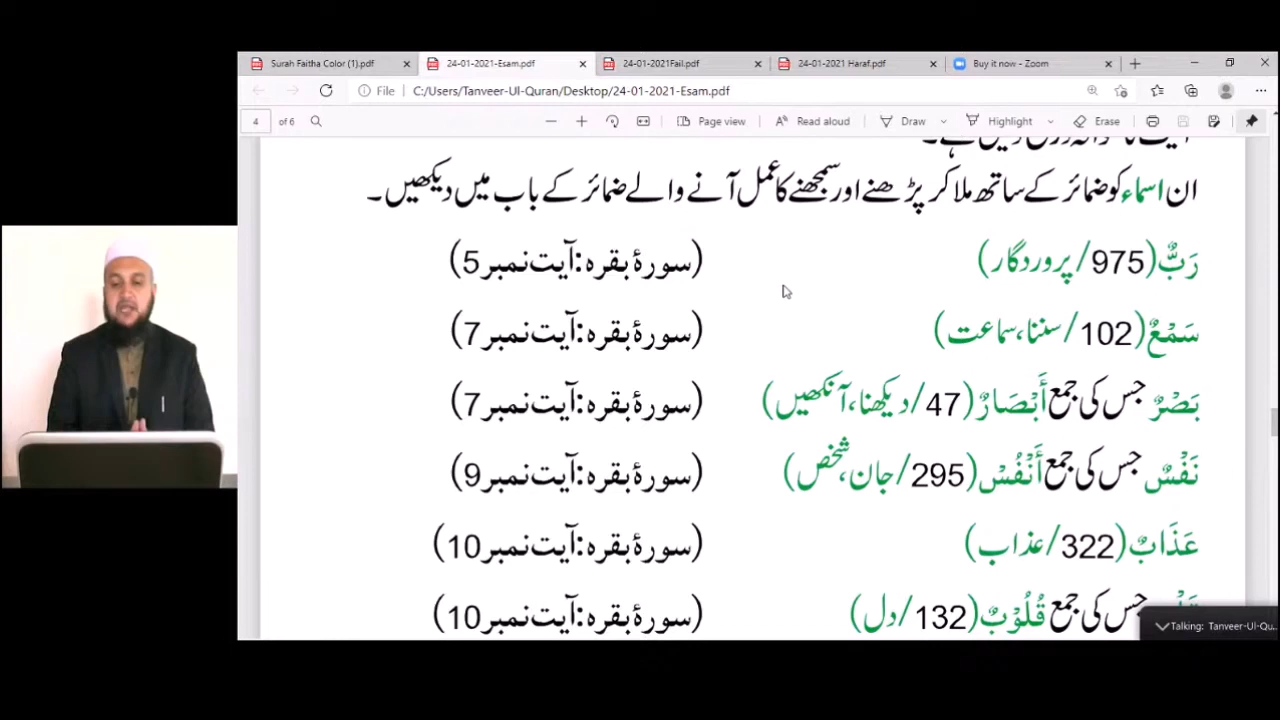 Surah Faitha Color (1).pdf
24-01-2021-Esam.pdf
24-01-2021Fail.pdf
24-01-2021 Haraf.pdf
Buy it now - Zoom
File C:/Users/Tanveer-Ul-Quran/Desktop/24-01-2021-Esam.pdf
4 of 6 Page view Read aloud Draw Highlight Erase
ان اسماء کو ضمائر کے ساتھ ملا کر پڑھنے اور سمجھنے کا عمل آنے والے ضمائر کے باب میں دیکھیں۔
رَبٌّ (975/پروردگار) (سورۂ بقرہ: آیت نمبر 5)
سَمْعٌ (102/سننا، سماعت) (سورۂ بقرہ: آیت نمبر 7)
بَصْرٌ جس کی جمع أَبْصَارٌ (47/دیکھنا، آنکھیں) (سورۂ بقرہ: آیت نمبر 7)
نَفْسٌ جس کی جمع أَنْفُسْ (295/جان، شخص) (سورۂ بقرہ: آیت نمبر 9)
عَذَابٌ (322/عذاب) (سورۂ بقرہ: آیت نمبر 10)
جس کی جمع قُلُوْبٌ (132/دل) (سورۂ بقرہ: آیت نمبر 10)
Talking: Tanveer-Ul-Qu...